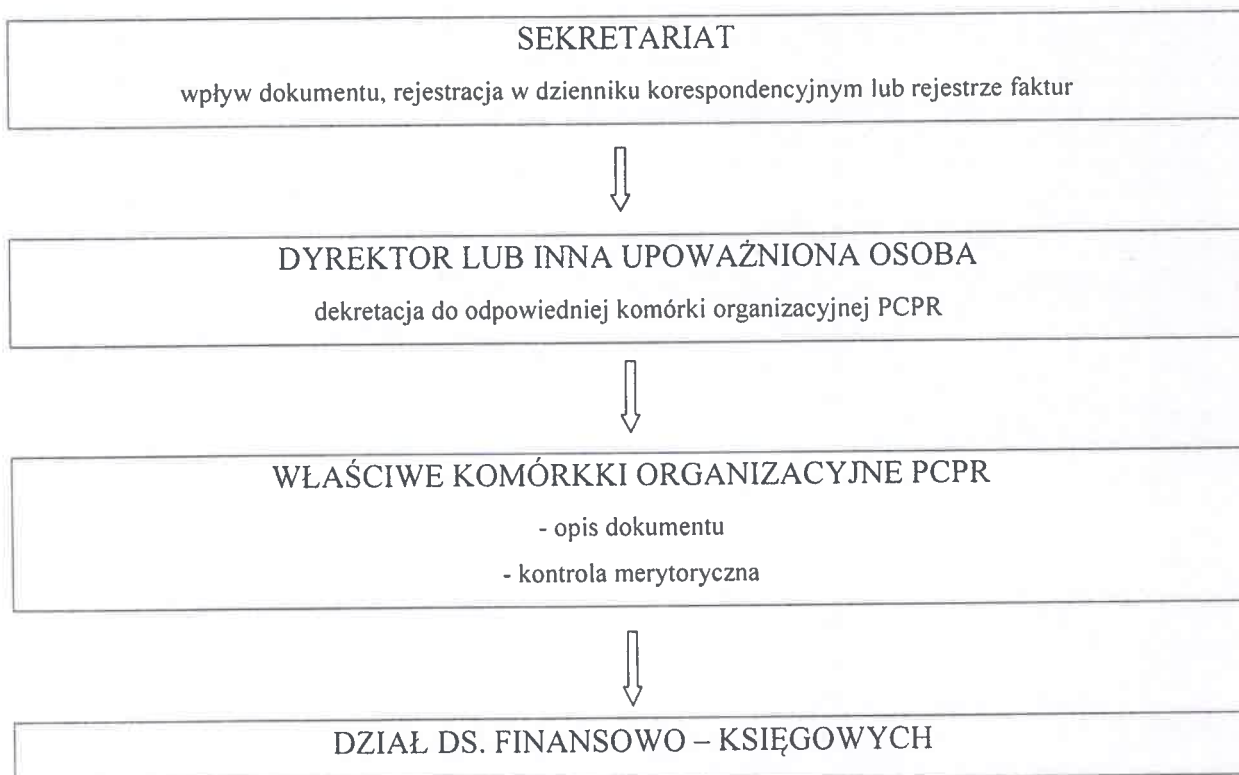 SEKRETARIAT
wpływ dokumentu, rejestracja w dzienniku korespondencyjnym lub rejestrze faktur
DYREKTOR LUB INNA UPOWAŻNIONA OSOBA
dekretacja do odpowiedniej komórki organizacyjnej PCPR
WŁAŚCIWE KOMÓRKKI ORGANIZACYJNE PCPR
- opis dokumentu
- kontrola merytoryczna
DZIAŁ DS. FINANSOWO – KSIĘGOWYCH